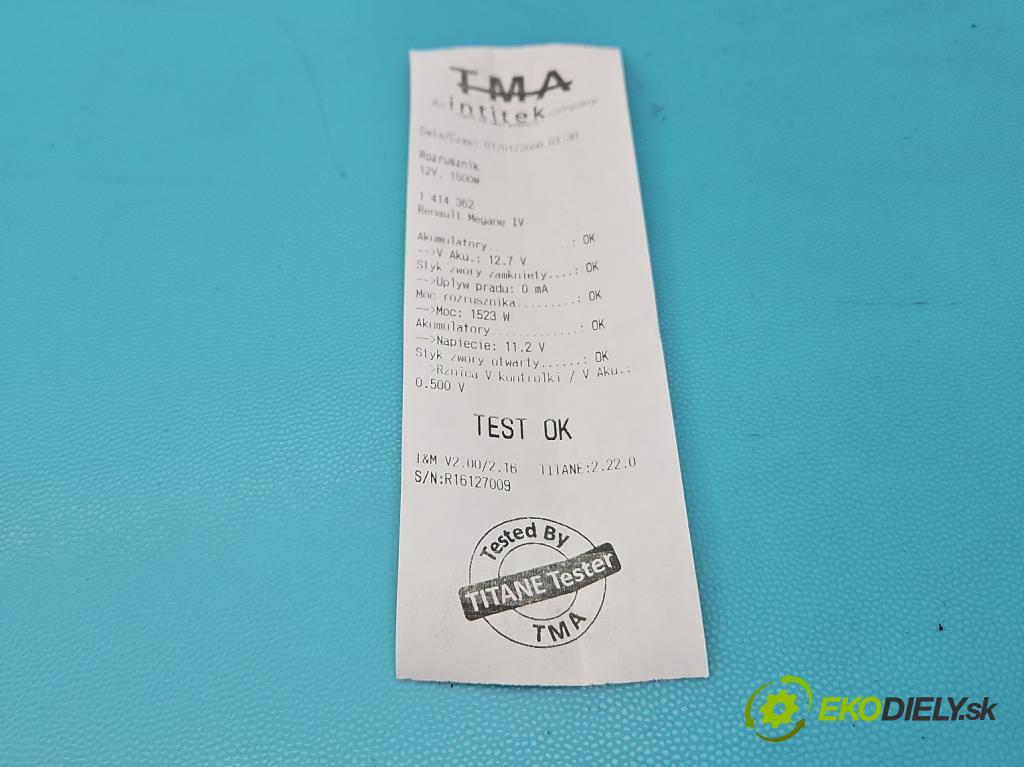 TMA
An intitek company
Data/Czas: 01/01/2000 01:30
Rozrusznik
12V, 1500W
1 414 362
Renault Megane IV
Akumulatory..............: OK
-->V Aku.: 12.7 V
Styk zwory zamkniety....: OK
-->Uplyw pradu: 0 mA
Moc rozrusznika.........: OK
-->Moc: 1523 W
Akumulatory..............: OK
-->Napiecie: 11.2 V
Styk zwory otwarty......: OK
-->Rznica V kontrolki / V Aku.:
0.500 V
TEST OK
I&M V2.00/2.16 TITANE:2.22.0
S/N:R16127009
Tested By
TITANE Tester
TMA
EKODIELY.sk